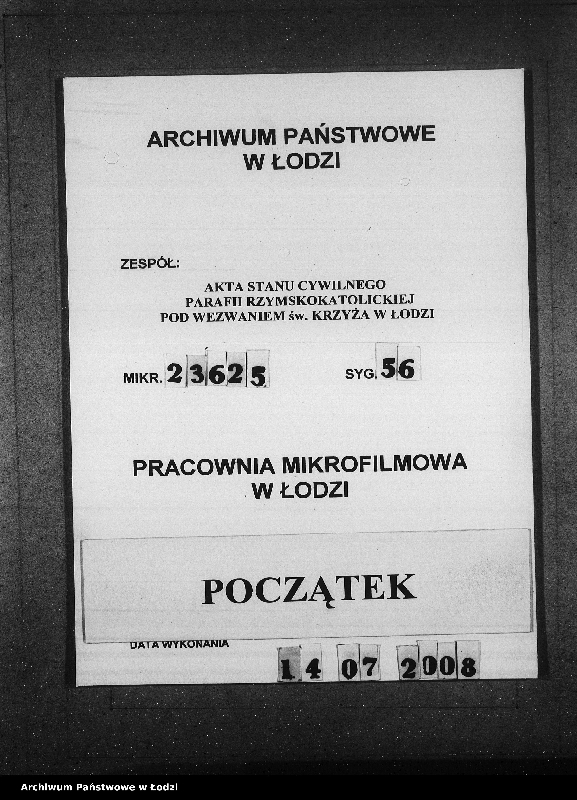 ARCHIWUM PAŃSTWOWE
W ŁODZI
ZESPÓŁ:
AKTA STANU CYWILNEGO
PARAFII RZYMSKOKATOLICKIEJ
POD WEZWANIEM św. KRZYŻA W ŁODZI
MIKR. 23625 SYG. 56
PRACOWNIA MIKROFILMOWA
W ŁODZI
POCZĄTEK
DATA WYKONANIA
14 07 2008
Archiwum Państwowe w Łodzi